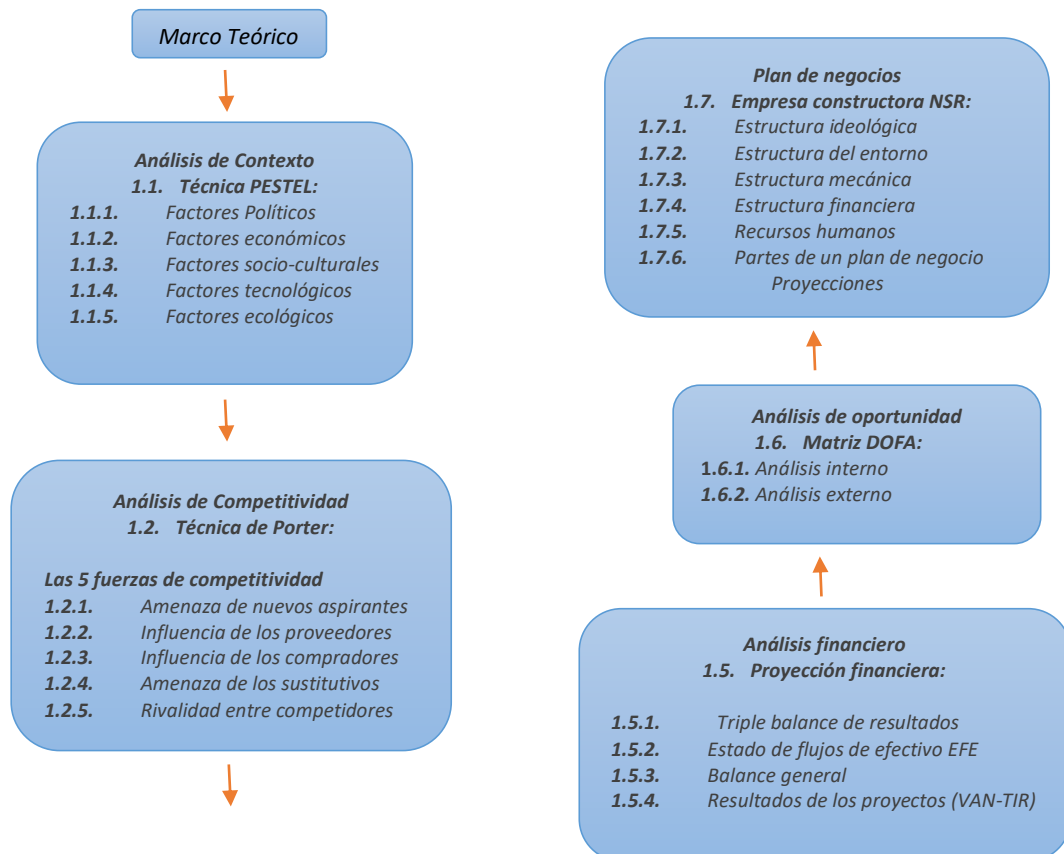 Marco Teórico
Análisis de Contexto
1.1. Técnica PESTEL:
1.1.1. Factores Políticos
1.1.2. Factores económicos
1.1.3. Factores socio-culturales
1.1.4. Factores tecnológicos
1.1.5. Factores ecológicos
Análisis de Competitividad
1.2. Técnica de Porter:
Las 5 fuerzas de competitividad
1.2.1. Amenaza de nuevos aspirantes
1.2.2. Influencia de los proveedores
1.2.3. Influencia de los compradores
1.2.4. Amenaza de los sustitutivos
1.2.5. Rivalidad entre competidores
Plan de negocios
1.7. Empresa constructora NSR:
1.7.1. Estructura ideológica
1.7.2. Estructura del entorno
1.7.3. Estructura mecánica
1.7.4. Estructura financiera
1.7.5. Recursos humanos
1.7.6. Partes de un plan de negocio
Proyecciones
Análisis de oportunidad
1.6. Matriz DOFA:
1.6.1. Análisis interno
1.6.2. Análisis externo
Análisis financiero
1.5. Proyección financiera:
1.5.1. Triple balance de resultados
1.5.2. Estado de flujos de efectivo EFE
1.5.3. Balance general
1.5.4. Resultados de los proyectos (VAN-TIR)